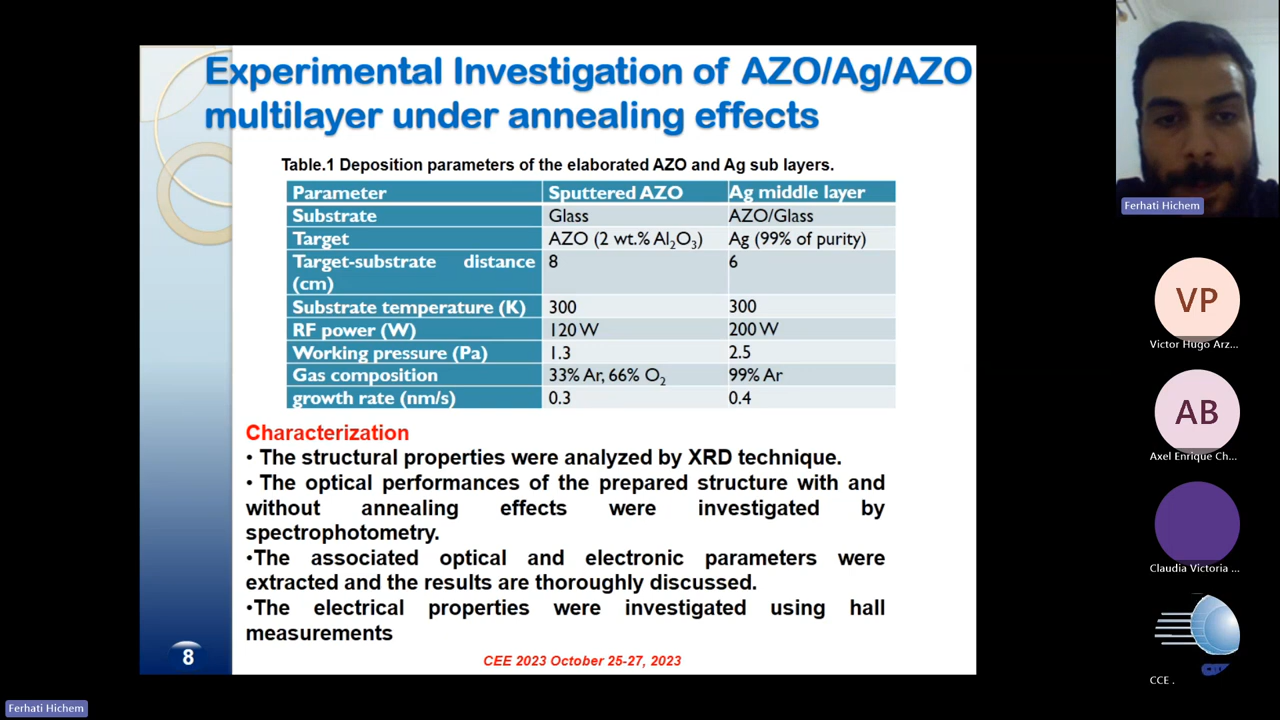 Experimental Investigation of AZO/Ag/AZO
multilayer under annealing effects
Table.1 Deposition parameters of the elaborated AZO and Ag sub layers.
Parameter Sputtered AZO Ag middle layer
Substrate Glass AZO/Glass
Target AZO (2 wt.% Al₂O₃) Ag (99% of purity)
Target-substrate distance 8 6
(cm)
Substrate temperature (K) 300 300
RF power (W) 120 W 200 W
Working pressure (Pa) 1.3 2.5
Gas composition 33% Ar, 66% O₂ 99% Ar
growth rate (nm/s) 0.3 0.4
Characterization
• The structural properties were analyzed by XRD technique.
• The optical performances of the prepared structure with and
without annealing effects were investigated by
spectrophotometry.
•The associated optical and electronic parameters were
extracted and the results are thoroughly discussed.
•The electrical properties were investigated using hall
measurements
8
CEE 2023 October 25-27, 2023
Ferhati Hichem
VP
Victor Hugo Arz...
AB
Axel Enrique Ch...
Claudia Victoria ...
CCE .
Ferhati Hichem